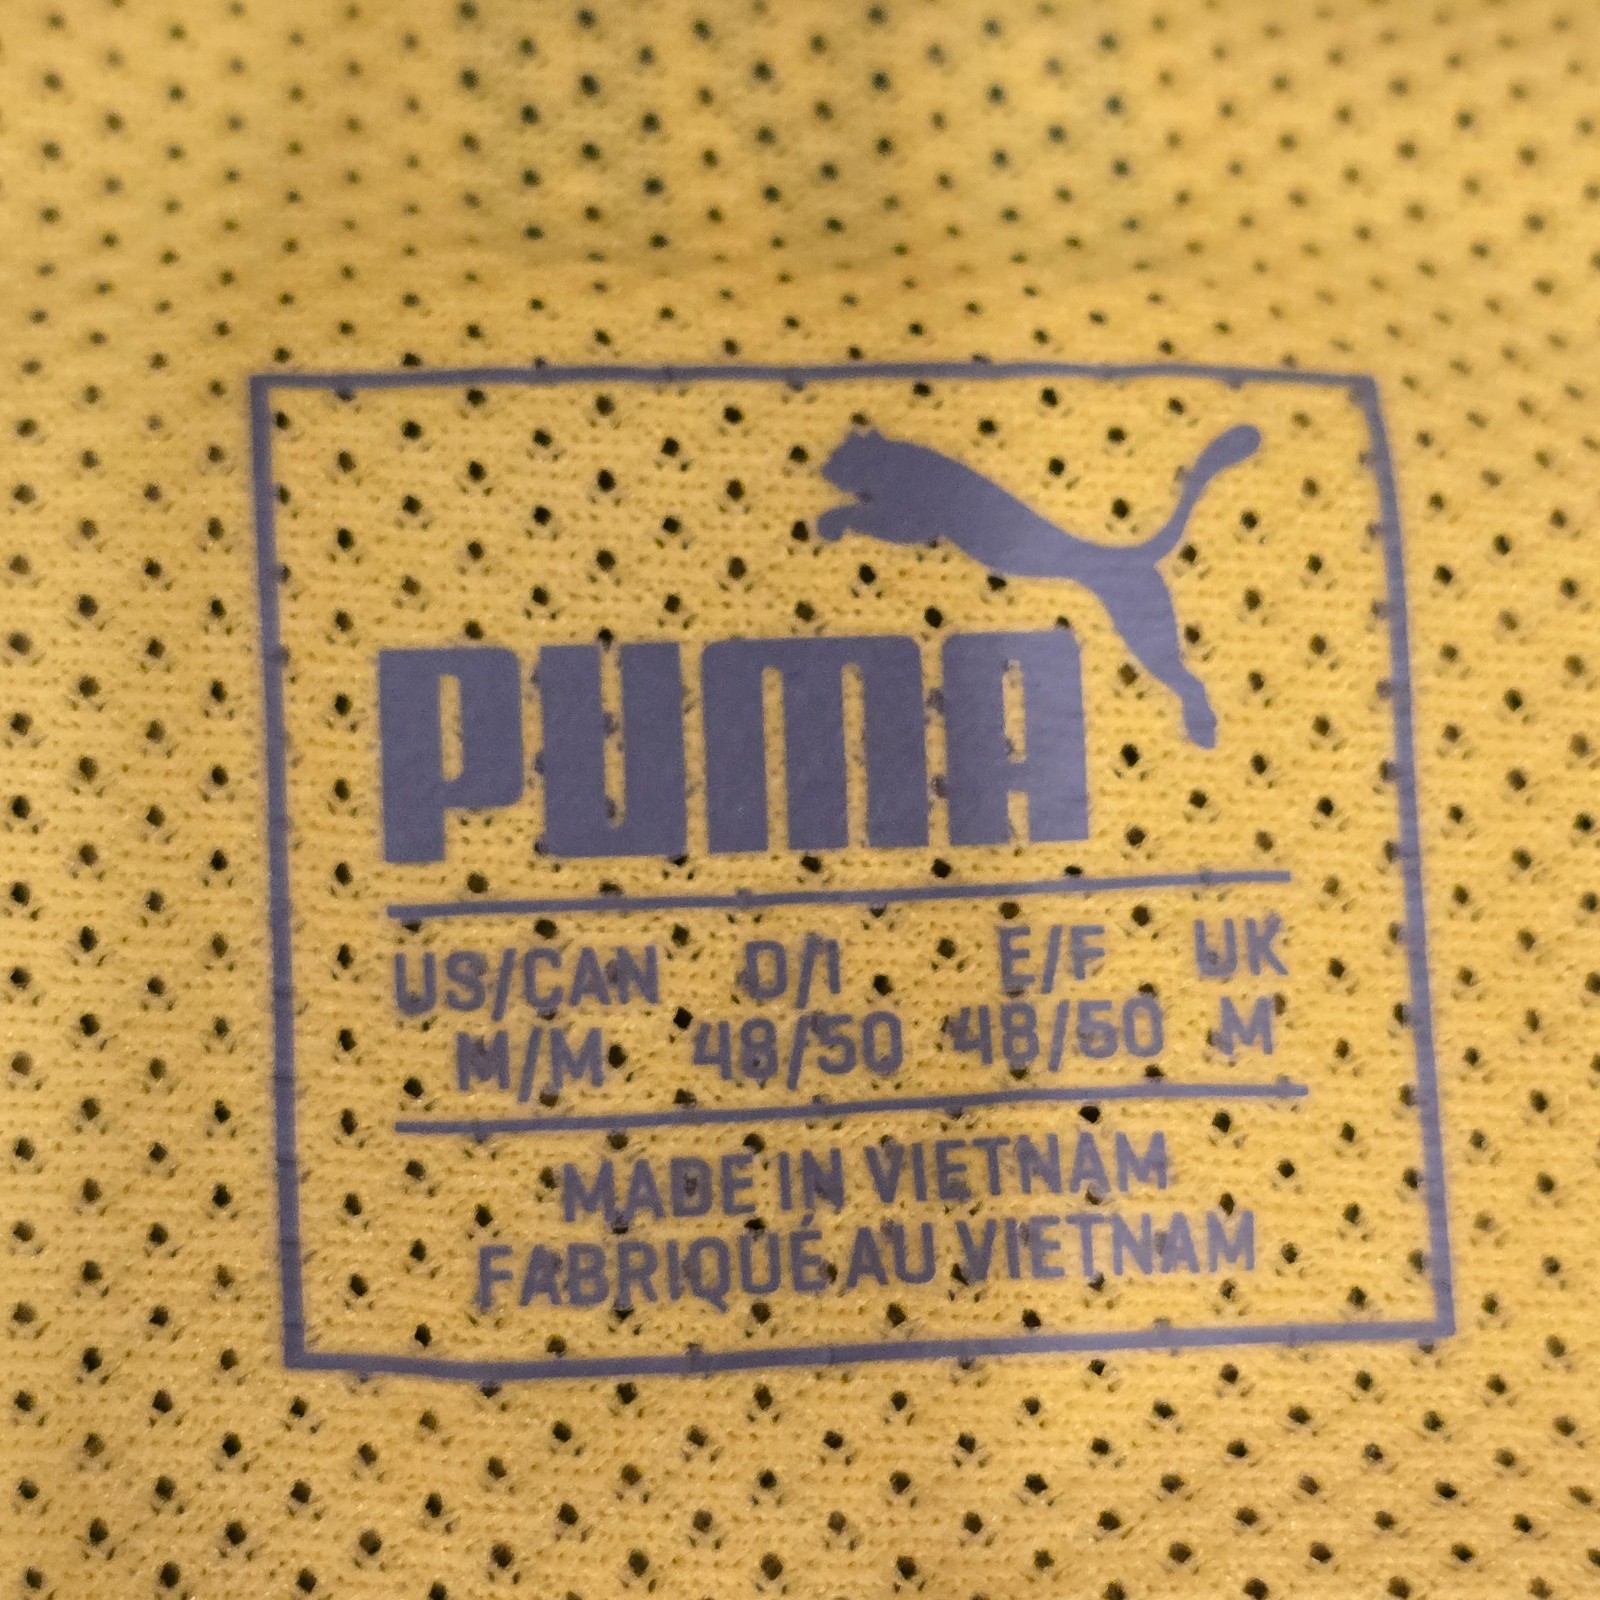 PUMA
US/CAN D/I E/F UK
M/M 48/50 48/50 M
MADE IN VIETNAM
FABRIQUÉ AU VIETNAM